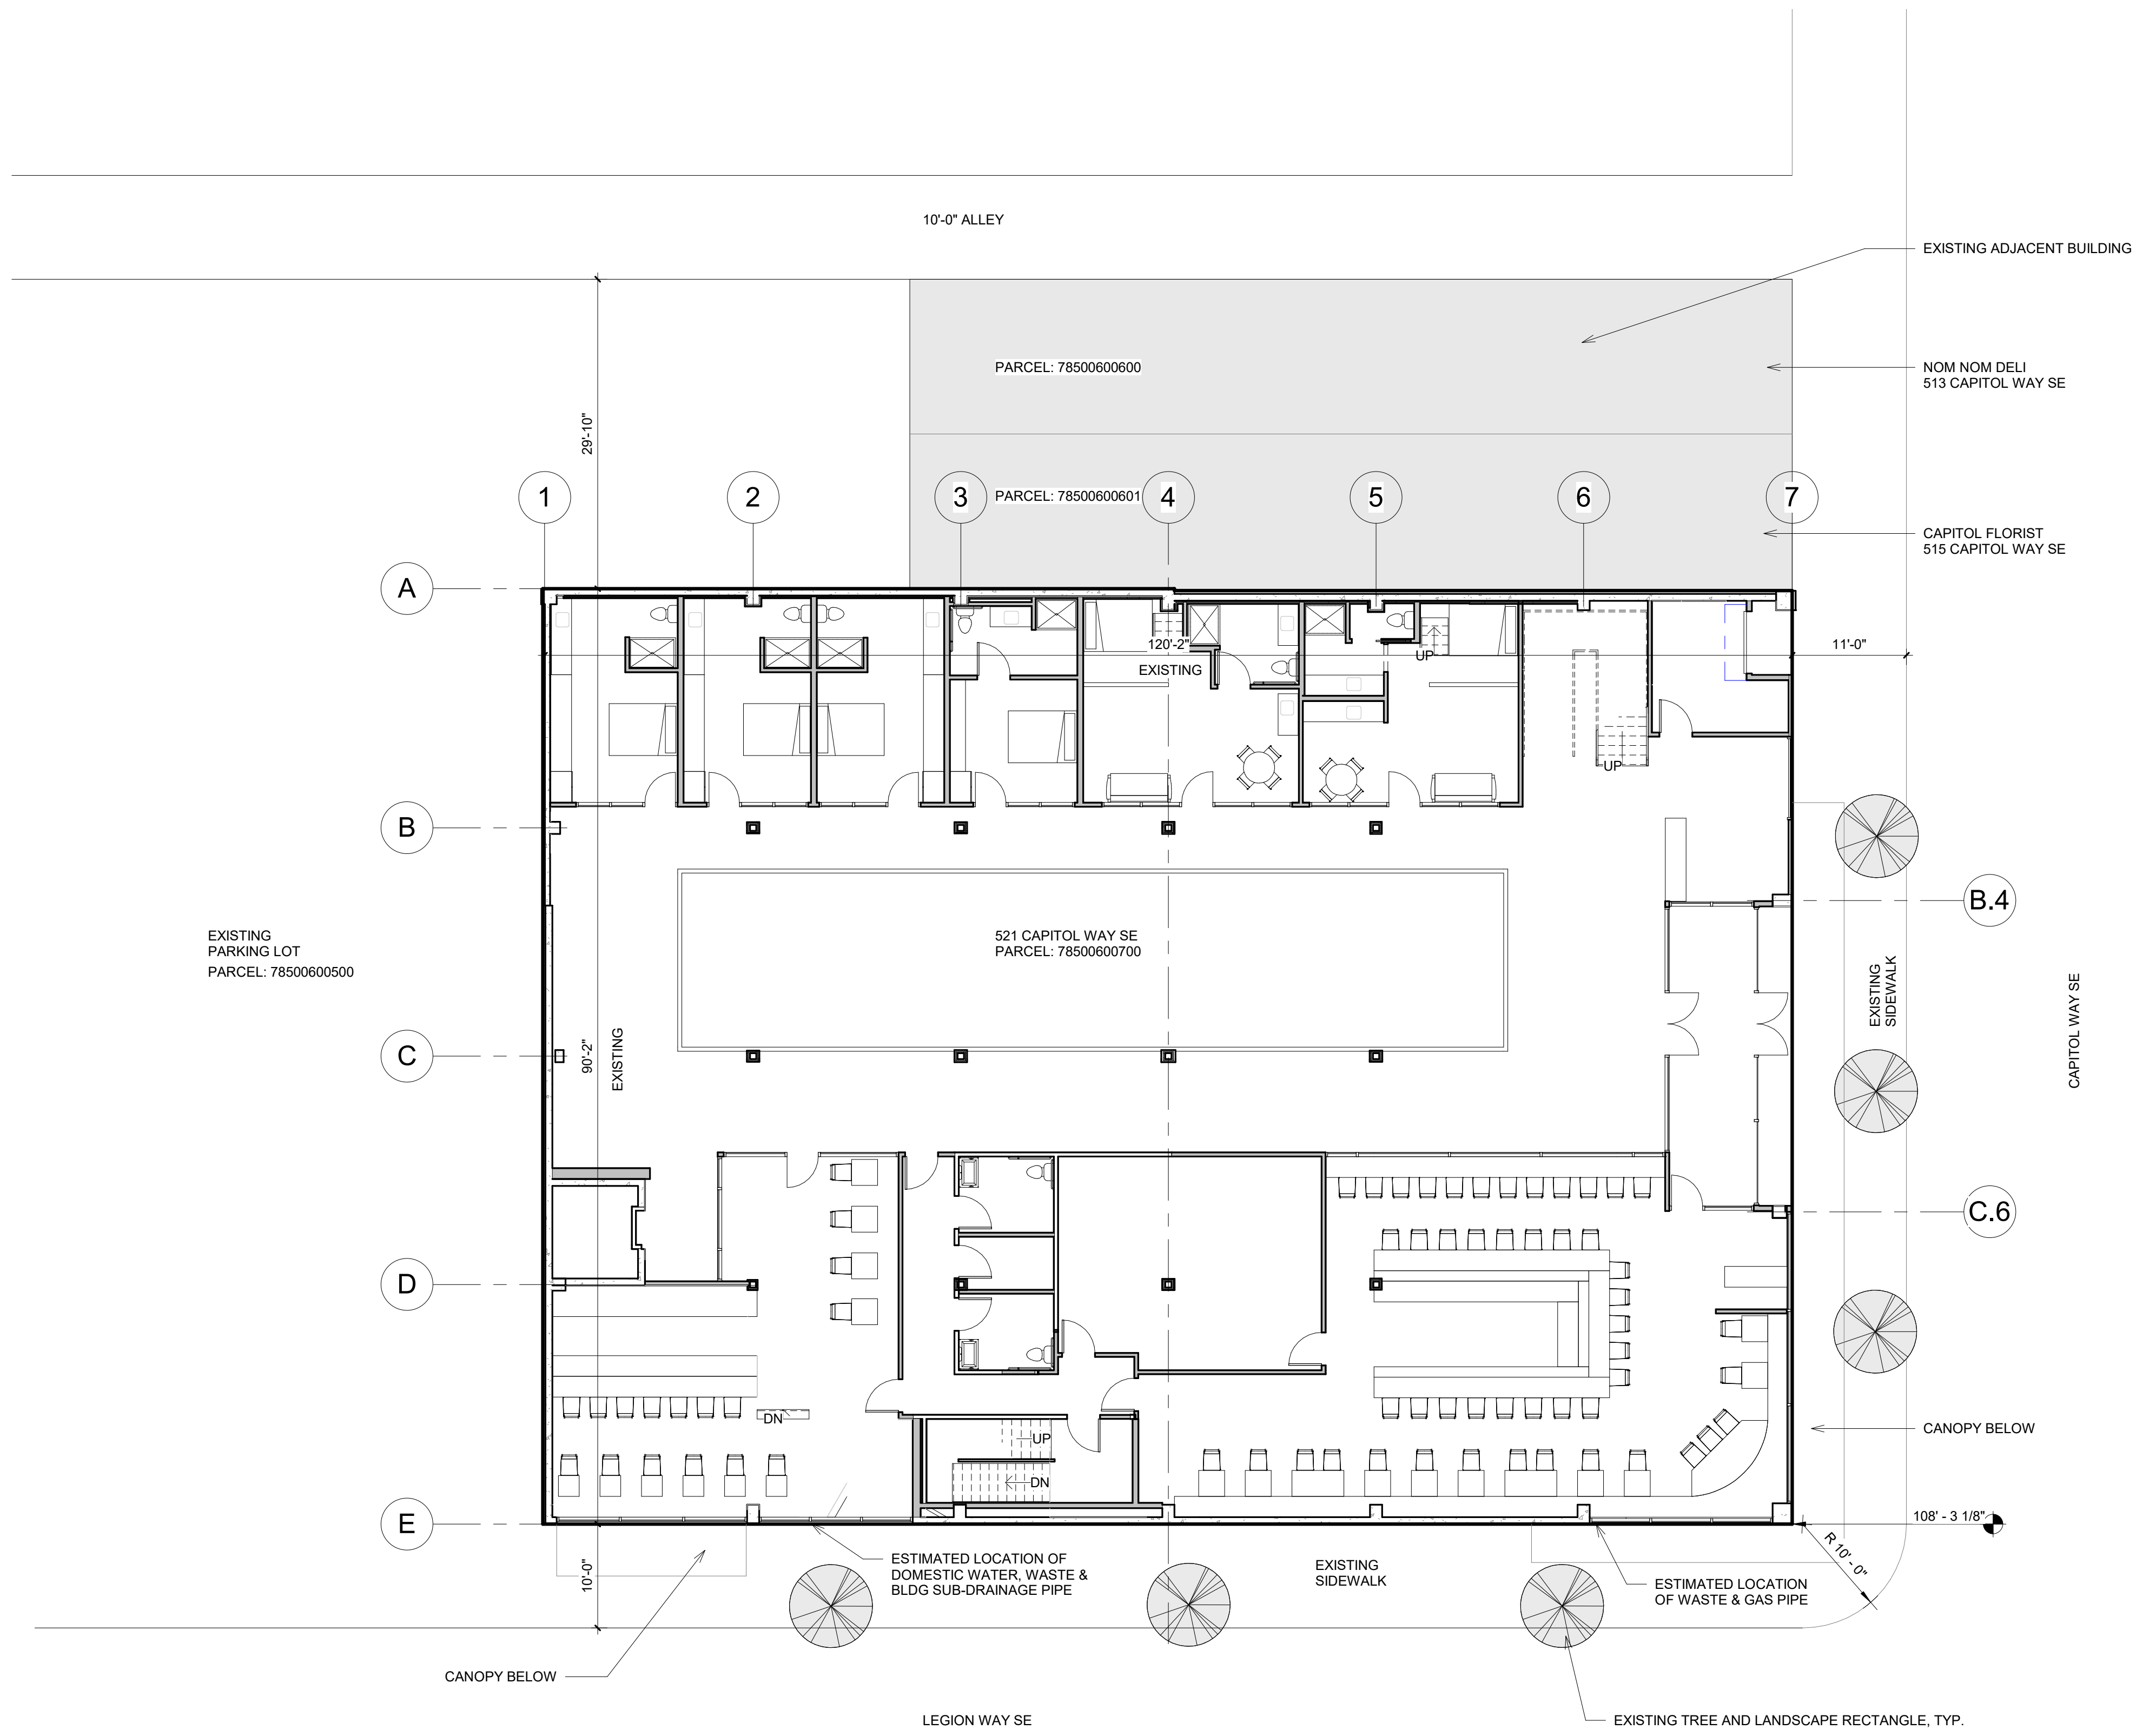 10'-0" ALLEY
EXISTING ADJACENT BUILDING
PARCEL: 78500600600
NOM NOM DELI
513 CAPITOL WAY SE
29'-10"
1
2
3
PARCEL: 78500600601
4
5
6
7
CAPITOL FLORIST
515 CAPITOL WAY SE
A
120'-2"
EXISTING
UP
11'-0"
UP
B
B.4
EXISTING
PARKING LOT
PARCEL: 78500600500
521 CAPITOL WAY SE
PARCEL: 78500600700
EXISTING
SIDEWALK
CAPITOL WAY SE
C
90'-2"
EXISTING
C.6
D
DN
UP
DN
CANOPY BELOW
E
108' - 3 1/8"
R 10' - 0"
10'-0"
ESTIMATED LOCATION OF
DOMESTIC WATER, WASTE &
BLDG SUB-DRAINAGE PIPE
EXISTING
SIDEWALK
ESTIMATED LOCATION
OF WASTE & GAS PIPE
CANOPY BELOW
LEGION WAY SE
EXISTING TREE AND LANDSCAPE RECTANGLE, TYP.